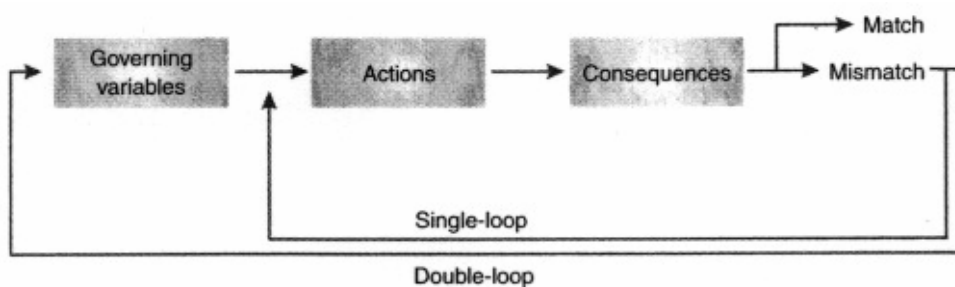 Governing
variables
Actions
Consequences
Match
Mismatch
Single-loop
Double-loop